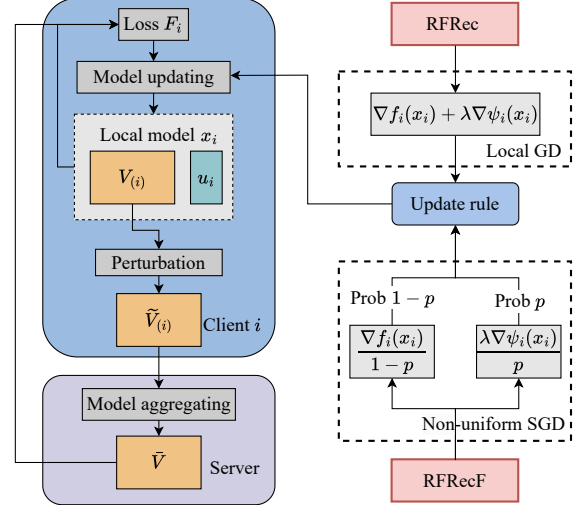 Loss $F_i$
Model updating
Local model $x_i$
$V_{(i)}$
$u_i$
Perturbation
$\widetilde{V}_{(i)}$
Client $i$
Model aggregating
$\bar{V}$
Server
RFRec
$\nabla f_i(x_i) + \lambda \nabla \psi_i(x_i)$
Local GD
Update rule
Prob $1-p$
Prob $p$
$\frac{\nabla f_i(x_i)}{1-p}$
$\frac{\lambda \nabla \psi_i(x_i)}{p}$
Non-uniform SGD
RFRecF